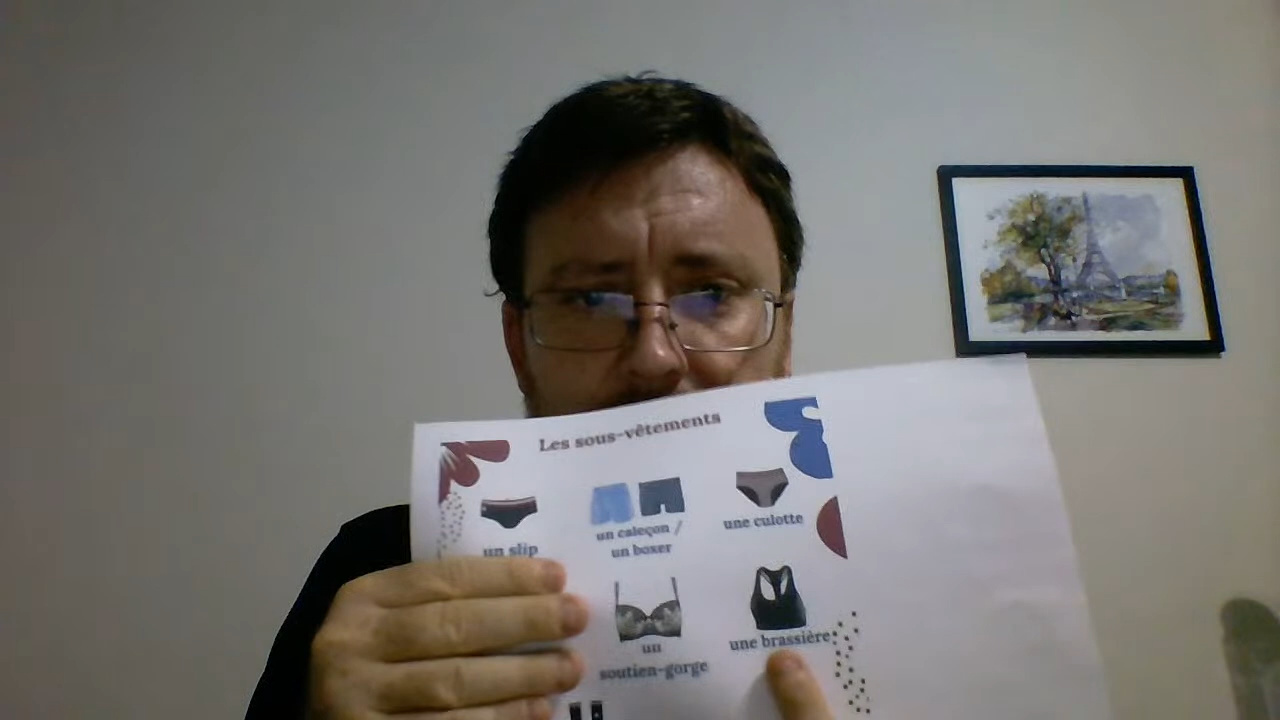 Les sous-vêtements
un slip
un caleçon /
un boxer
une culotte
un
soutien-gorge
une brassière